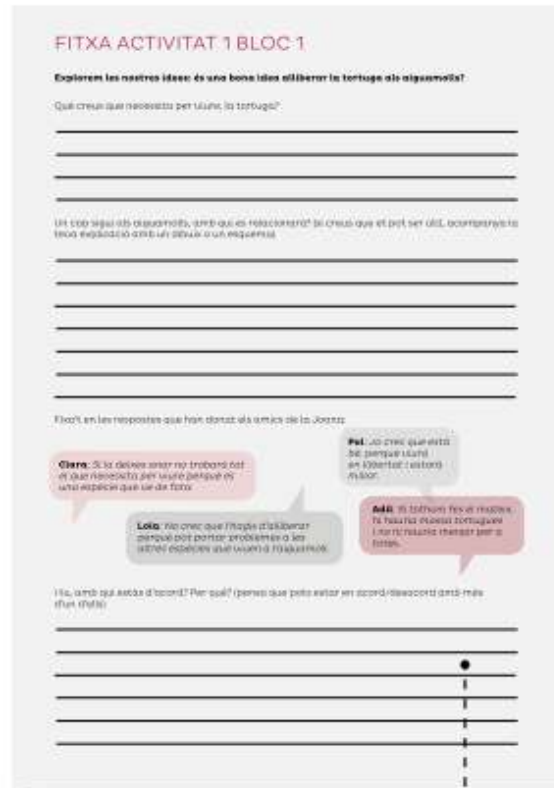 FITXA ACTIVITAT 1 BLOC 1
Explorem les nostres idees: és una bona idea alliberar la tortuga als aiguamolls?
Què creus que necessita per viure, la tortuga?
Un cop sigui als aiguamolls, amb qui es relacionarà? Si creus que et pot ser útil, acompanya la
teva explicació amb un dibuix o un esquema.
Fixa't en les respostes que han donat els amics de la Joana:
Pol: Jo crec que està
bé, perquè viurà
en llibertat i estarà
millor.
Clara: Si la deixes anar no trobarà tot
el que necessita per viure perquè és
una espècie que ve de fora.
Adii: Si tothom fes el mateix,
hi hauria massa tortugues
i no hi hauria menjar per a
totes.
Lola: No crec que l'hagis d'alliberar
perquè pot portar problemes a les
altres espècies que viuen a l'aiguamoll.
I tu, amb qui estàs d'acord? Per què? (pensa que pots estar en acord/desacord amb més
d'un d'ells)